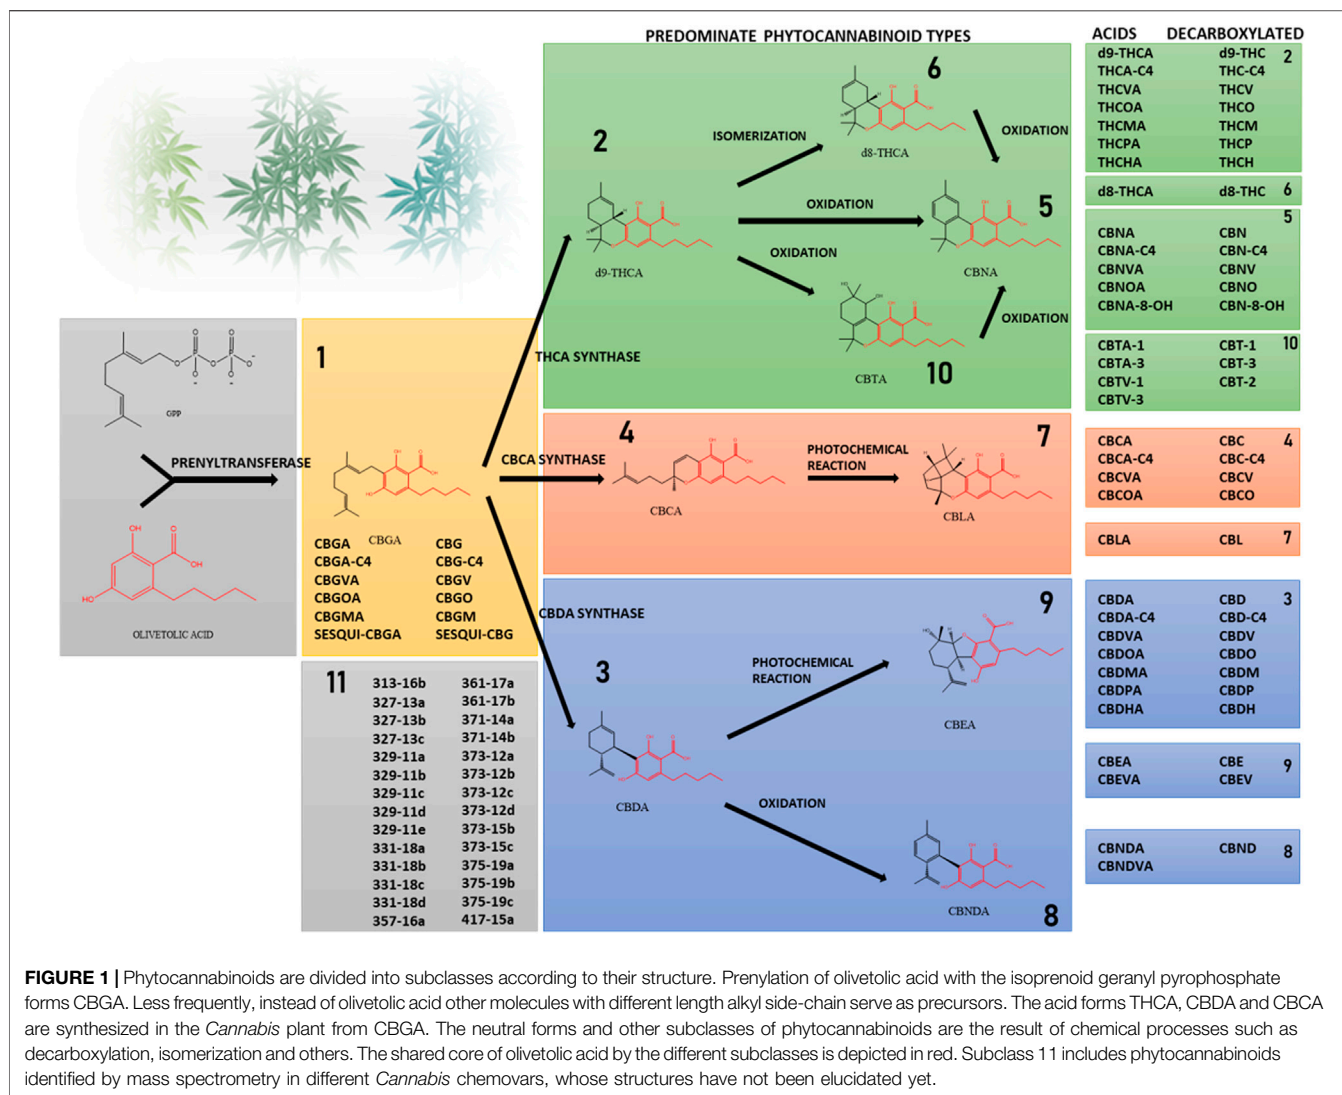 PREDOMINATE PHYTOCANNABINOID TYPES
ACIDS DECARBOXYLATED
d9-THCA d9-THC 2
THCA-C4 THC-C4
THCVA THCV
THCOA THCO
THCMA THCM
THCPA THCP
THCHA THCH
d8-THCA d8-THC 6
5
CBNA CBN
CBNA-C4 CBN-C4
CBNVA CBNV
CBNOA CBNO
CBNA-8-OH CBN-8-OH
CBTA-1 CBT-1 10
CBTA-3 CBT-3
CBTV-1 CBT-2
CBTV-3
CBCA CBC 4
CBCA-C4 CBC-C4
CBCVA CBCV
CBCOA CBCO
CBLA CBL 7
CBDA CBD 3
CBDA-C4 CBD-C4
CBDVA CBDV
CBDOA CBDO
CBDMA CBDM
CBDPA CBDP
CBDHA CBDH
CBEA CBE 9
CBEVA CBEV
CBNDA CBND 8
CBNDVA
6
d8-THCA
ISOMERIZATION
OXIDATION
2
d9-THCA
OXIDATION
5
CBNA
OXIDATION
OXIDATION
CBTA
10
THCA SYNTHASE
GPP
PRENYLTRANSFERASE
OLIVETOLIC ACID
1
CBGA
CBGA CBG
CBGA-C4 CBG-C4
CBGVA CBGV
CBGOA CBGO
CBGMA CBGM
SESQUI-CBGA SESQUI-CBG
CBCA SYNTHASE
4
CBCA
PHOTOCHEMICAL
REACTION
7
CBLA
CBDA SYNTHASE
3
CBDA
PHOTOCHEMICAL
REACTION
9
CBEA
OXIDATION
CBNDA
8
11
313-16b 361-17a
327-13a 361-17b
327-13b 371-14a
327-13c 371-14b
329-11a 373-12a
329-11b 373-12b
329-11c 373-12c
329-11d 373-12d
329-11e 373-15b
331-18a 373-15c
331-18b 375-19a
331-18c 375-19b
331-18d 375-19c
357-16a 417-15a
FIGURE 1 | Phytocannabinoids are divided into subclasses according to their structure. Prenylation of olivetolic acid with the isoprenoid geranyl pyrophosphate
forms CBGA. Less frequently, instead of olivetolic acid other molecules with different length alkyl side-chain serve as precursors. The acid forms THCA, CBDA and CBCA
are synthesized in the Cannabis plant from CBGA. The neutral forms and other subclasses of phytocannabinoids are the result of chemical processes such as
decarboxylation, isomerization and others. The shared core of olivetolic acid by the different subclasses is depicted in red. Subclass 11 includes phytocannabinoids
identified by mass spectrometry in different Cannabis chemovars, whose structures have not been elucidated yet.